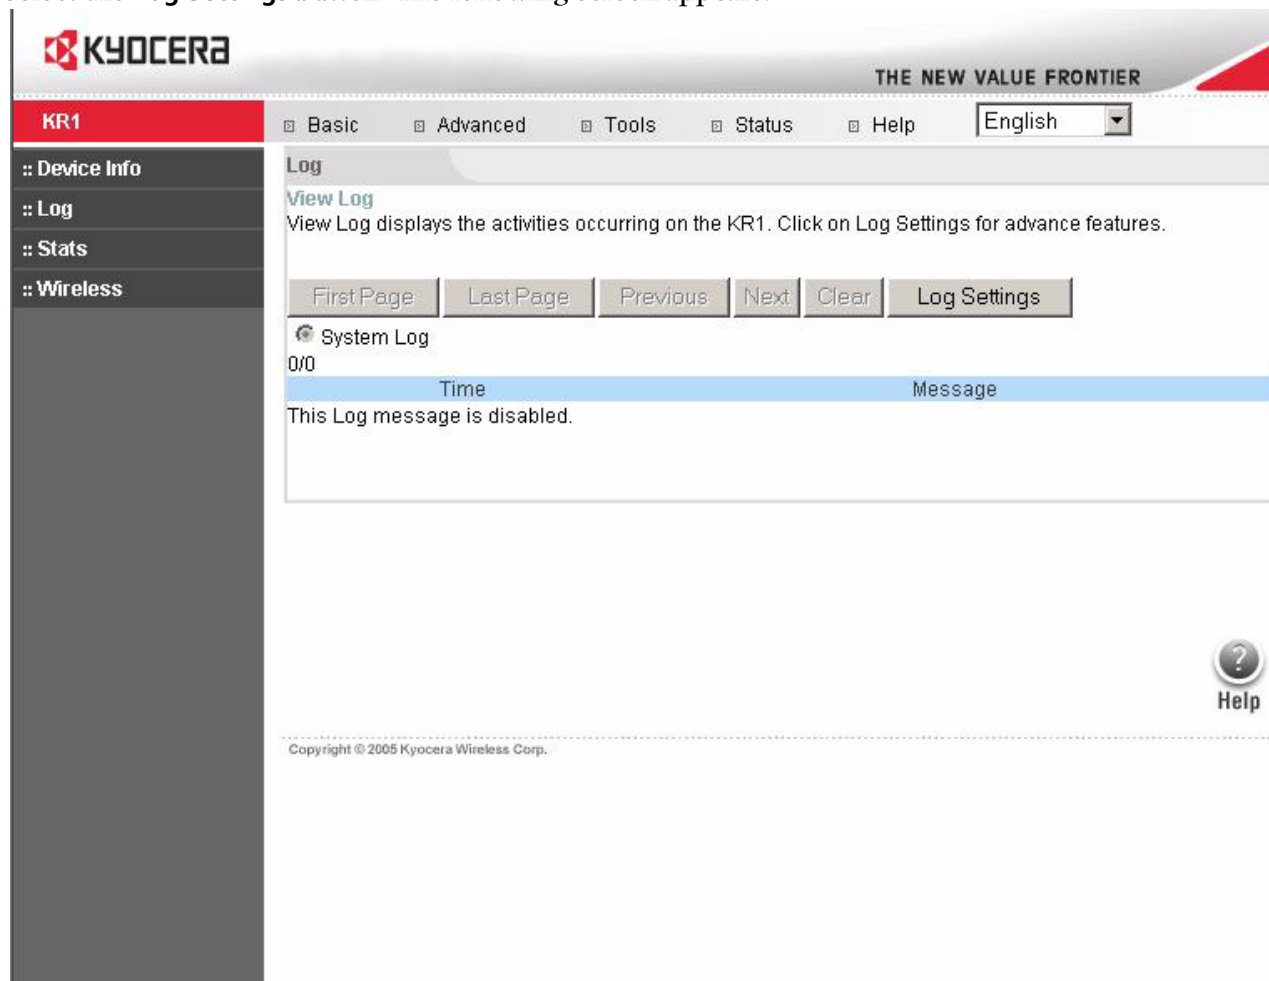 KYOCERA
THE NEW VALUE FRONTIER
KR1
Basic Advanced Tools Status Help English
:: Device Info
:: Log
:: Stats
:: Wireless
Log
View Log
View Log displays the activities occurring on the KR1. Click on Log Settings for advance features.
First Page Last Page Previous Next Clear Log Settings
System Log
0/0
Time Message
This Log message is disabled.
? 
Help
Copyright © 2005 Kyocera Wireless Corp.